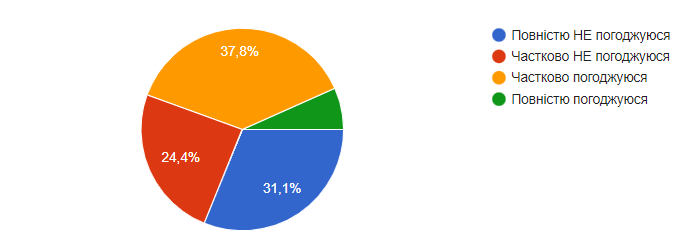 37,8%
24,4%
31,1%
Повністю НЕ погоджуюся
Частково НЕ погоджуюся
Частково погоджуюся
Повністю погоджуюся